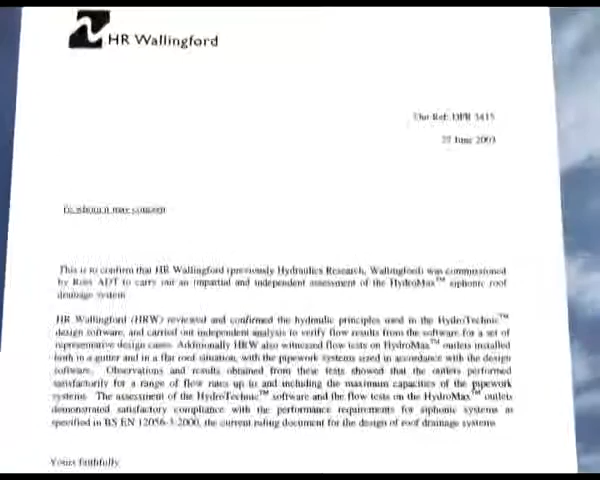 HR Wallingford
Our Ref: DPR 3415
June 2003
To whom it may concern
This is to confirm that HR Wallingford (previously Hydraulics Research, Wallingford) was commissioned
by Ross ADT to carry out an impartial and independent assessment of the HydroMax™ siphonic roof
drainage system
HR Wallingford (HRW) reviewed and confirmed the hydraulic principles used in the HydroTechnic™
design software, and carried out independent analysis to verify flow results from the software for a set of
representative design cases. Additionally HRW also witnessed flow tests on HydroMax™ outlets installed
both in a gutter and in a flat roof situation, with the pipework systems sized in accordance with the design
software. Observations and results obtained from these tests showed that the outlets performed
satisfactorily for a range of flow rates up to and including the maximum capacities of the pipework
systems. The assessment of the HydroTechnic™ software and the flow tests on the HydroMax™ outlets
demonstrated satisfactory compliance with the performance requirements for siphonic systems as
specified in BS EN 12056-3:2000, the current ruling document for the design of roof drainage systems
Yours faithfully